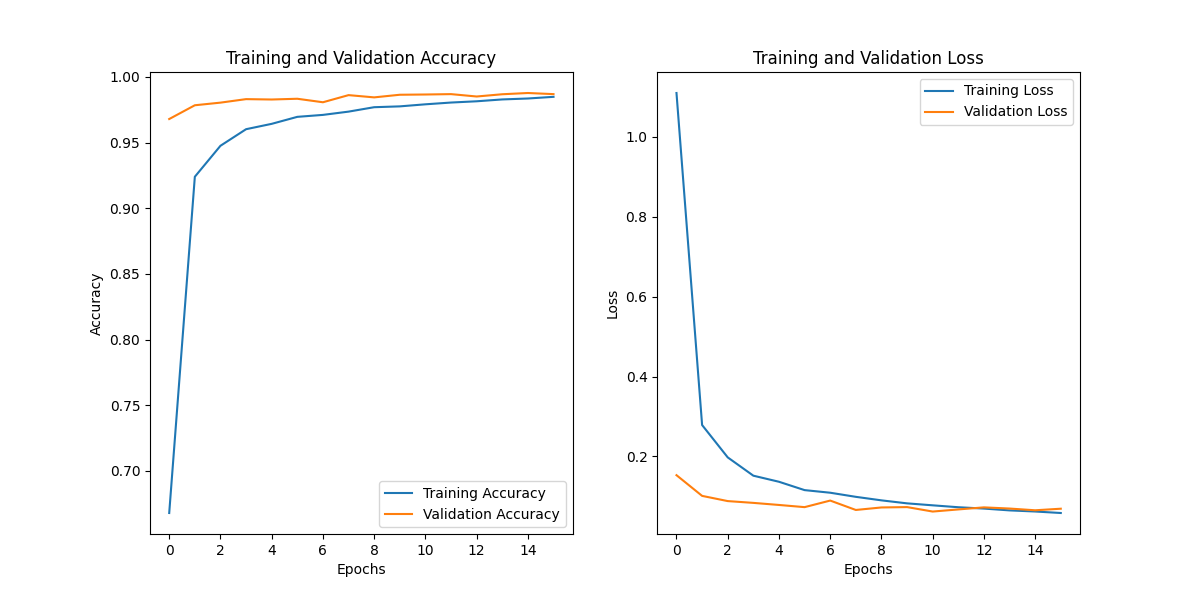 Training and Validation Accuracy
1.00
0.95
0.90
0.85
0.80
0.75
0.70
Accuracy
Training Accuracy
Validation Accuracy
0 2 4 6 8 10 12 14
Epochs
Training and Validation Loss
Training Loss
Validation Loss
1.0
0.8
0.6
0.4
0.2
Loss
0 2 4 6 8 10 12 14
Epochs